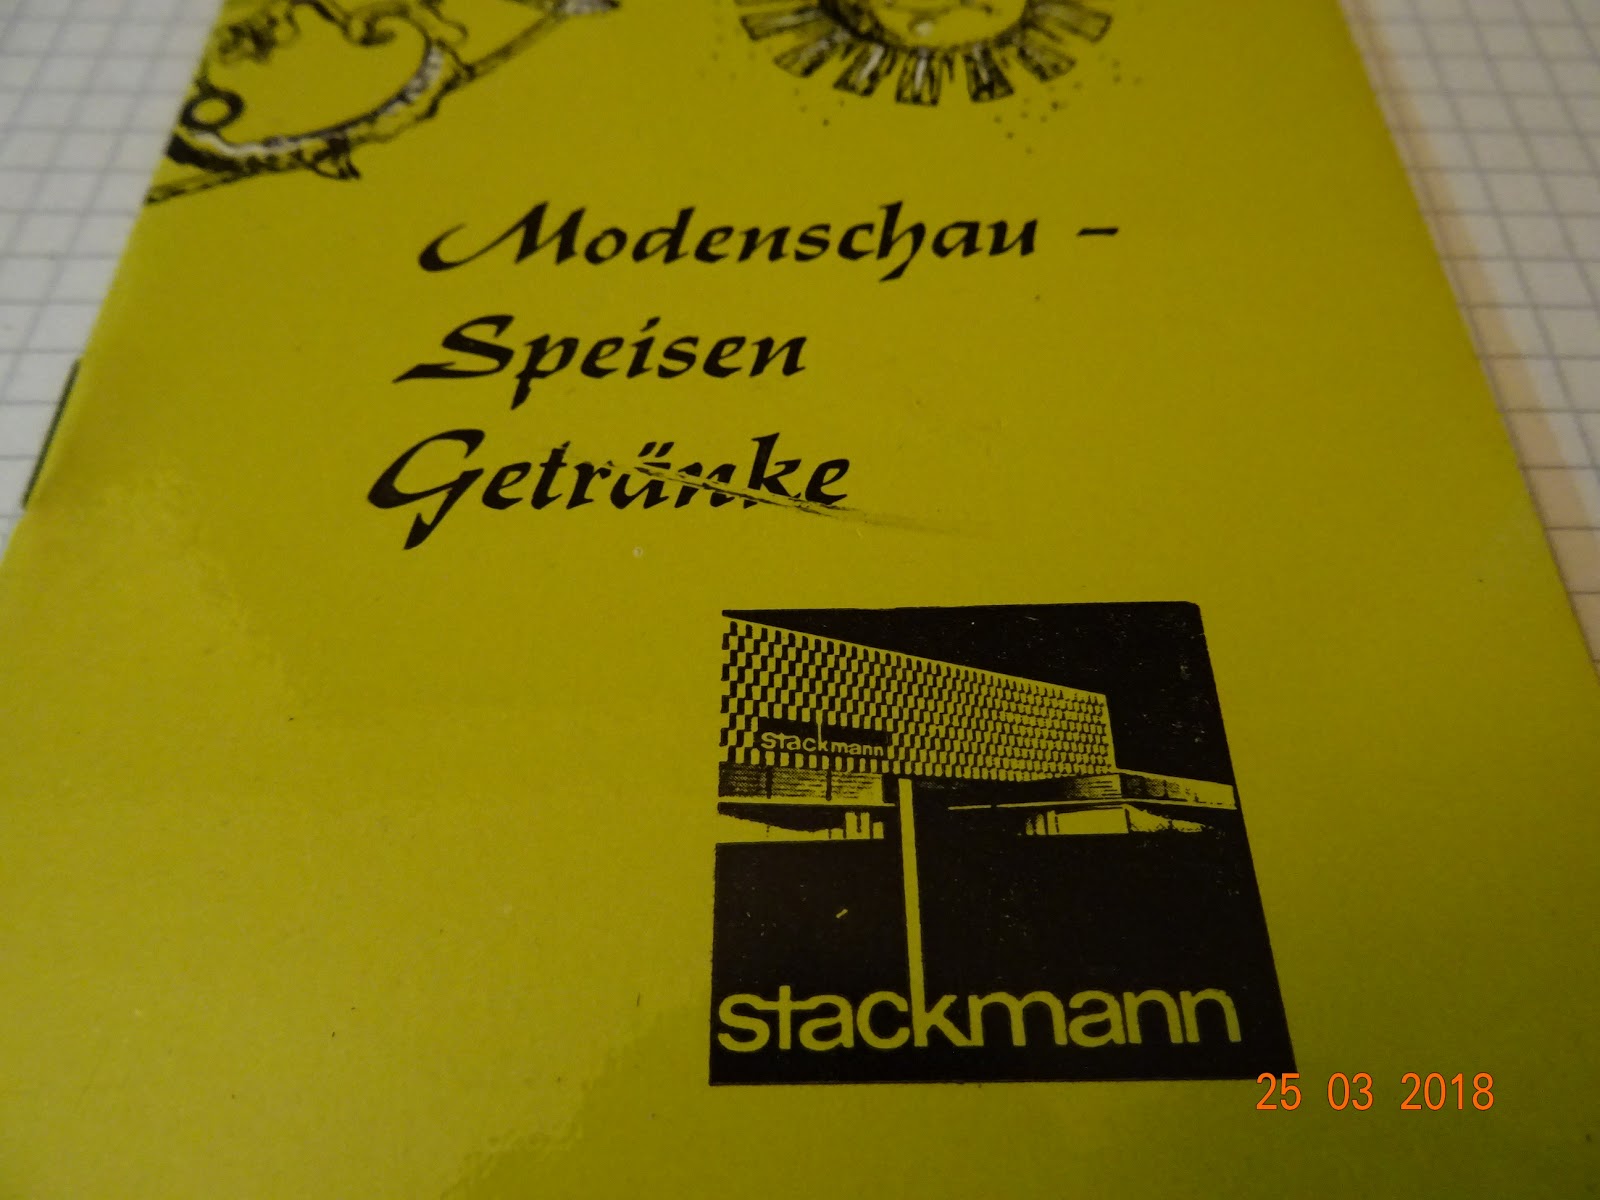 Modenschau -
Speisen
Getränke
stackmann
stackmann
25 03 2018